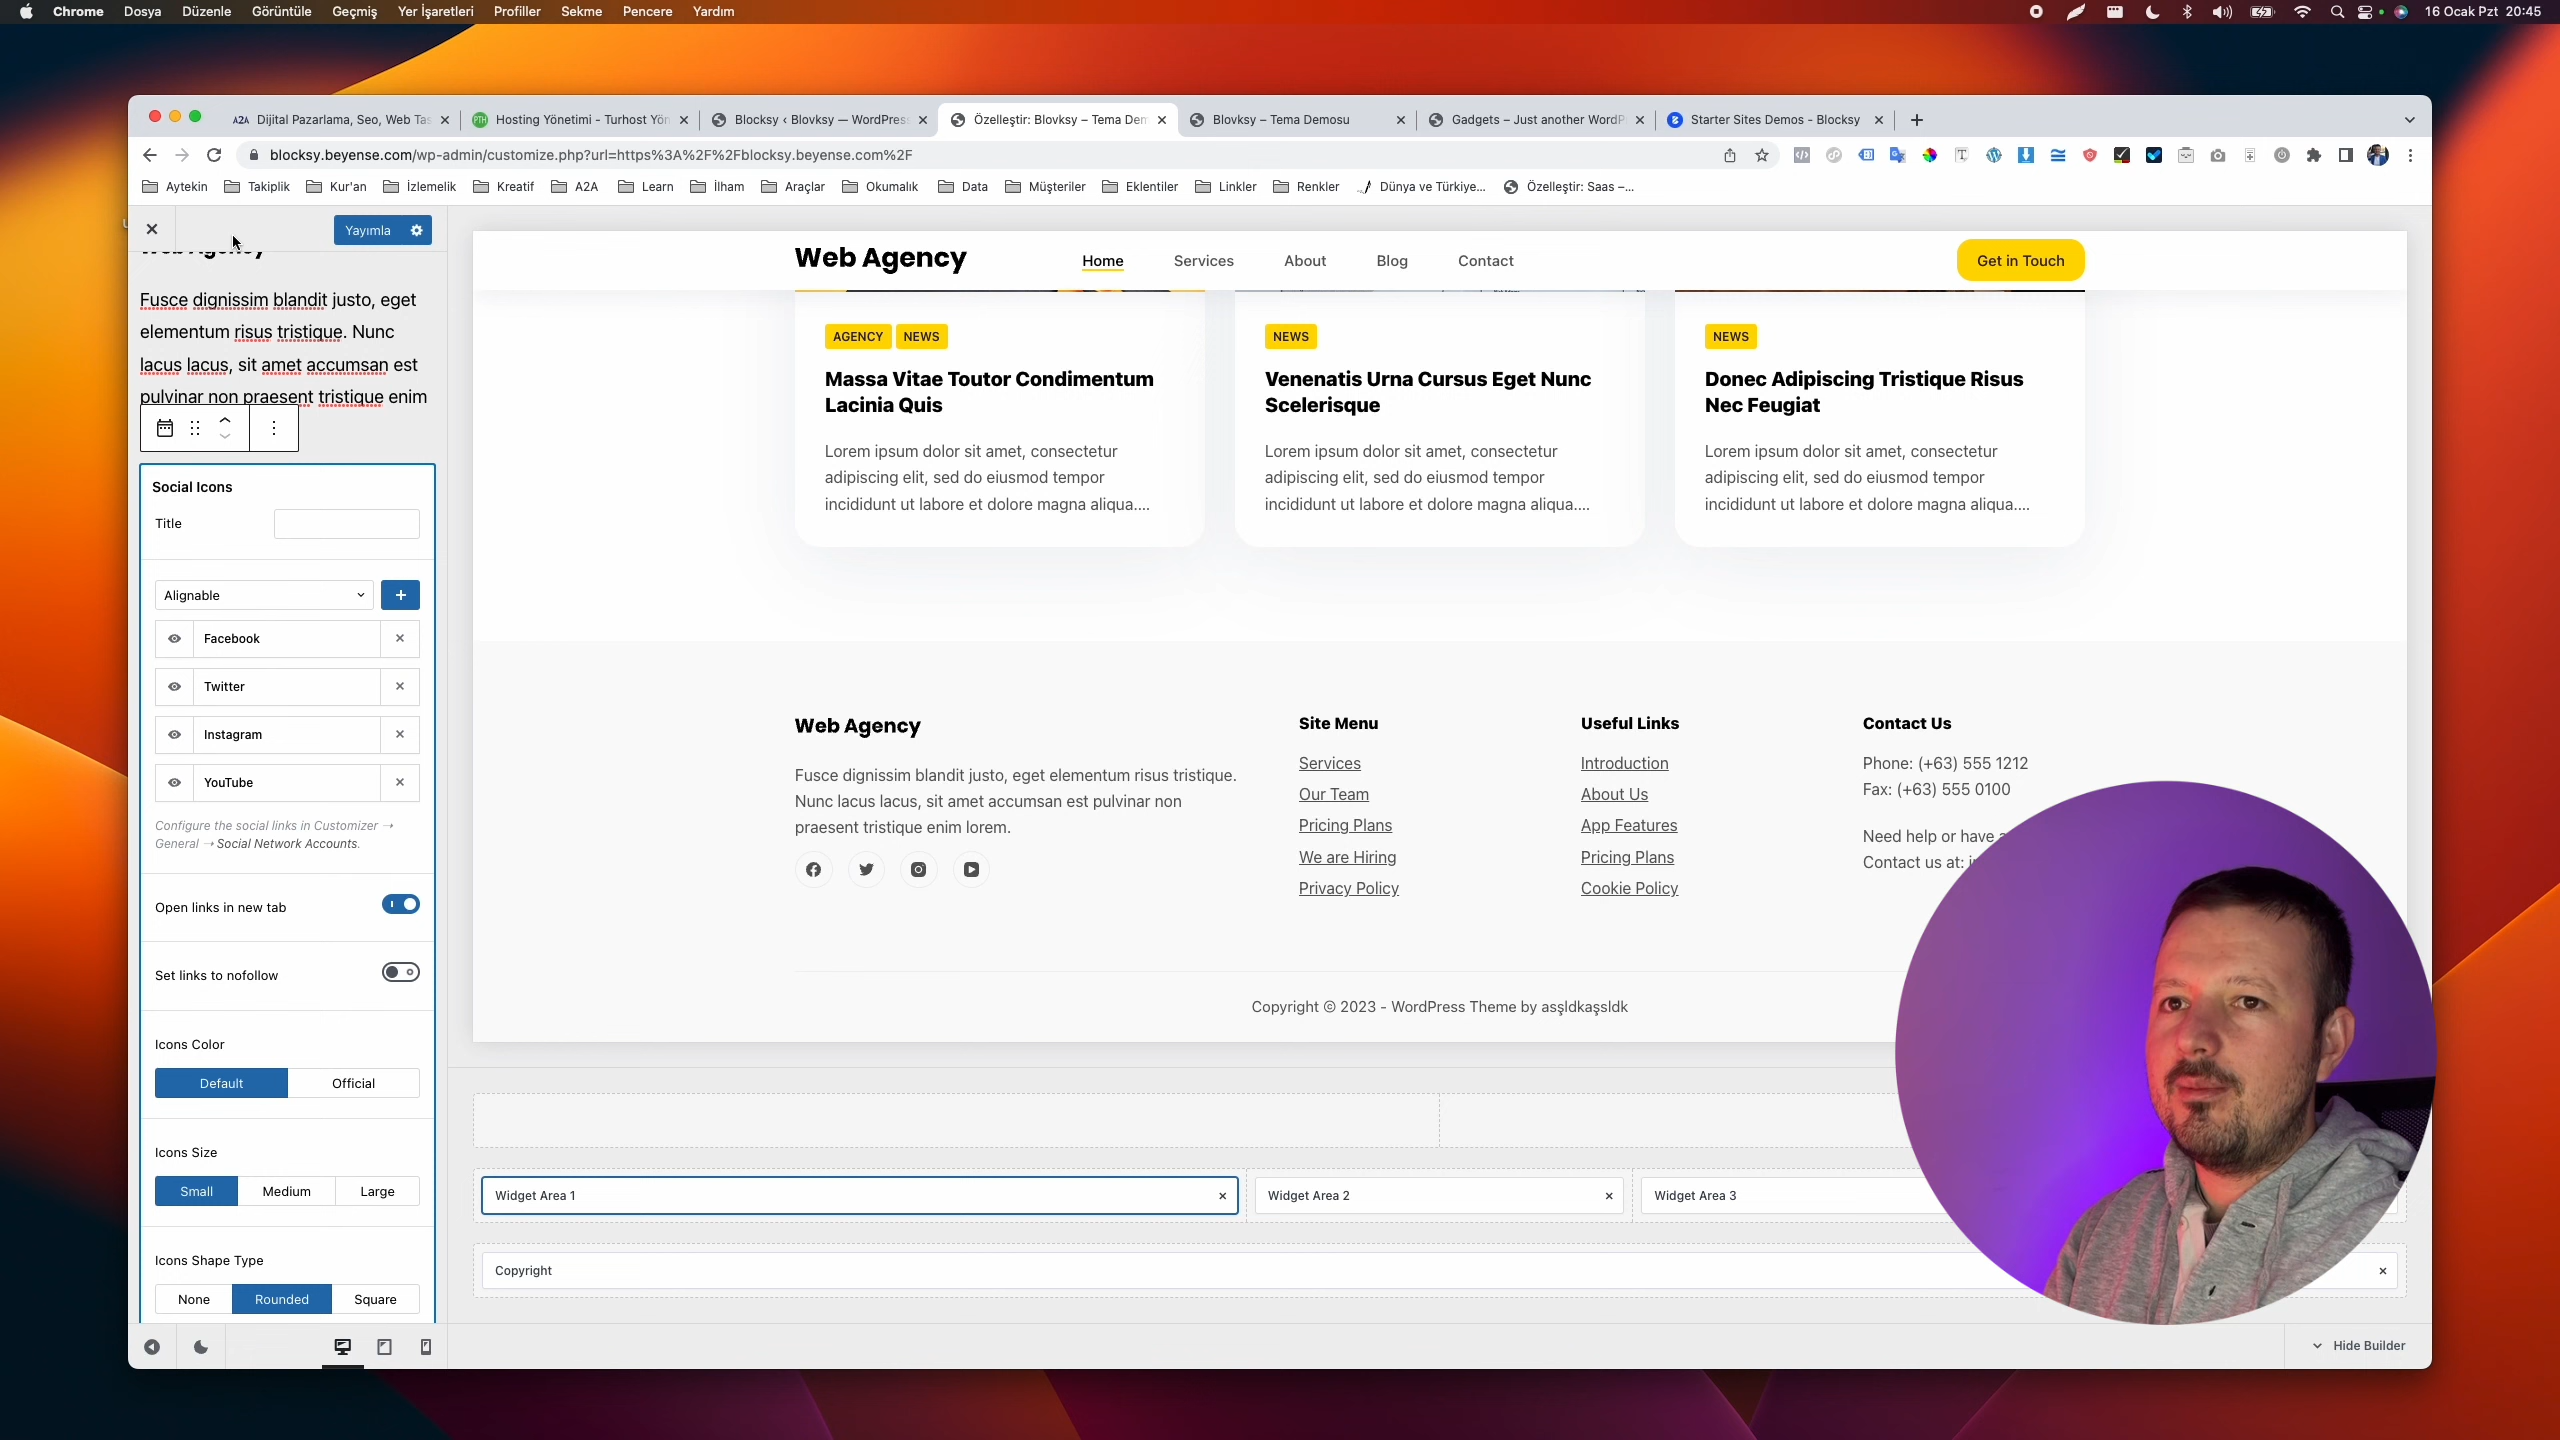 Chrome Dosya Düzenle Görüntüle Geçmiş Yer İşaretleri Profiller Sekme Pencere Yardım
16 Ocak Pzt 20:45
Dijital Pazarlama, Seo, Web Tas
Hosting Yönetimi - Turhost Yön
Blocksy ‹ Blovksy — WordPress
Özelleştir: Blovksy – Tema Dem
Blovksy – Tema Demosu
Gadgets – Just another WordP
Starter Sites Demos - Blocksy
blocksy.beyense.com/wp-admin/customize.php?url=https%3A%2F%2Fblocksy.beyense.com%2F
Aytekin Takiplik Kur'an İzlemelik Kreatif A2A Learn İlham Araçlar Okumalık Data Müşteriler Eklentiler Linkler Renkler Dünya ve Türkiye... Özelleştir: Saas –...
Yayımla
Web Agency
Fusce dignissim blandit justo, eget
elementum risus tristique. Nunc
lacus lacus, sit amet accumsan est
pulvinar non praesent tristique enim
Social Icons
Title
Alignable
Facebook
Twitter
Instagram
YouTube
Configure the social links in Customizer ➝
General ➝ Social Network Accounts.
Open links in new tab
Set links to nofollow
Icons Color
Default Official
Icons Size
Small Medium Large
Icons Shape Type
None Rounded Square
Web Agency
Home Services About Blog Contact
Get in Touch
AGENCY NEWS
Massa Vitae Toutor Condimentum
Lacinia Quis
Lorem ipsum dolor sit amet, consectetur
adipiscing elit, sed do eiusmod tempor
incididunt ut labore et dolore magna aliqua....
NEWS
Venenatis Urna Cursus Eget Nunc
Scelerisque
Lorem ipsum dolor sit amet, consectetur
adipiscing elit, sed do eiusmod tempor
incididunt ut labore et dolore magna aliqua....
NEWS
Donec Adipiscing Tristique Risus
Nec Feugiat
Lorem ipsum dolor sit amet, consectetur
adipiscing elit, sed do eiusmod tempor
incididunt ut labore et dolore magna aliqua....
Web Agency
Fusce dignissim blandit justo, eget elementum risus tristique.
Nunc lacus lacus, sit amet accumsan est pulvinar non
praesent tristique enim lorem.
Site Menu
Services
Our Team
Pricing Plans
We are Hiring
Privacy Policy
Useful Links
Introduction
About Us
App Features
Pricing Plans
Cookie Policy
Contact Us
Phone: (+63) 555 1212
Fax: (+63) 555 0100
Need help or have
Contact us at:
Copyright © 2023 - WordPress Theme by asşldkaşsldk
Widget Area 1
Widget Area 2
Widget Area 3
Copyright
Hide Builder